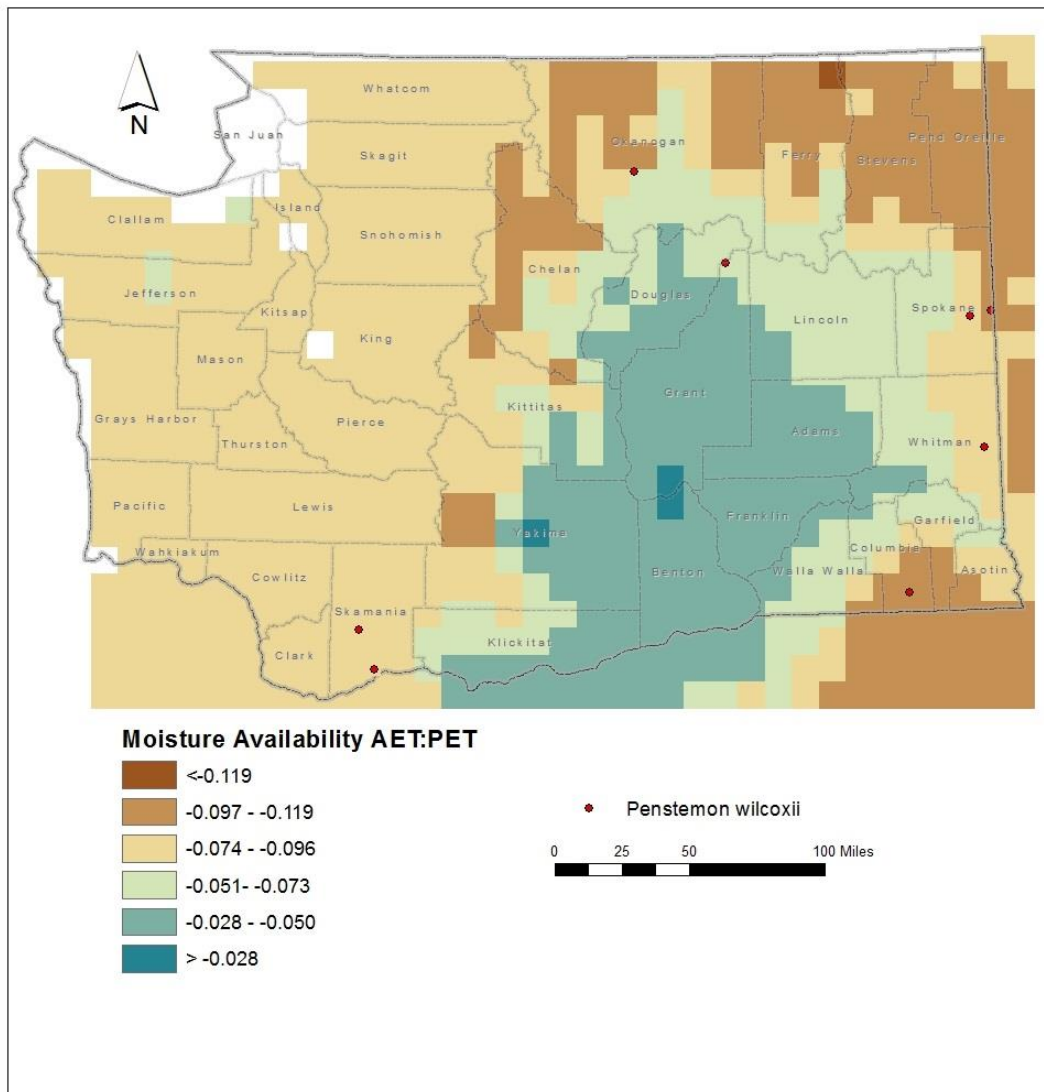 Whatcom
N
San Juan
Okanogan
Pend Oreille
Skagit
Ferry
Stevens
Island
Clallam
Snohomish
Chelan
Jefferson
Douglas
Kitsap
Lincoln
Spokane
King
Mason
Grant
Kittitas
Grays Harbor
Pierce
Adams
Thurston
Whitman
Pacific
Lewis
Franklin
Garfield
Yakima
Columbia
Wahkiakum
Benton
Walla Walla
Asotin
Cowlitz
Skamania
Klickitat
Clark
Moisture Availability AET:PET
<-0.119
-0.097 - -0.119
-0.074 - -0.096
-0.051- -0.073
-0.028 - -0.050
> -0.028
Penstemon wilcoxii
0 25 50 100 Miles